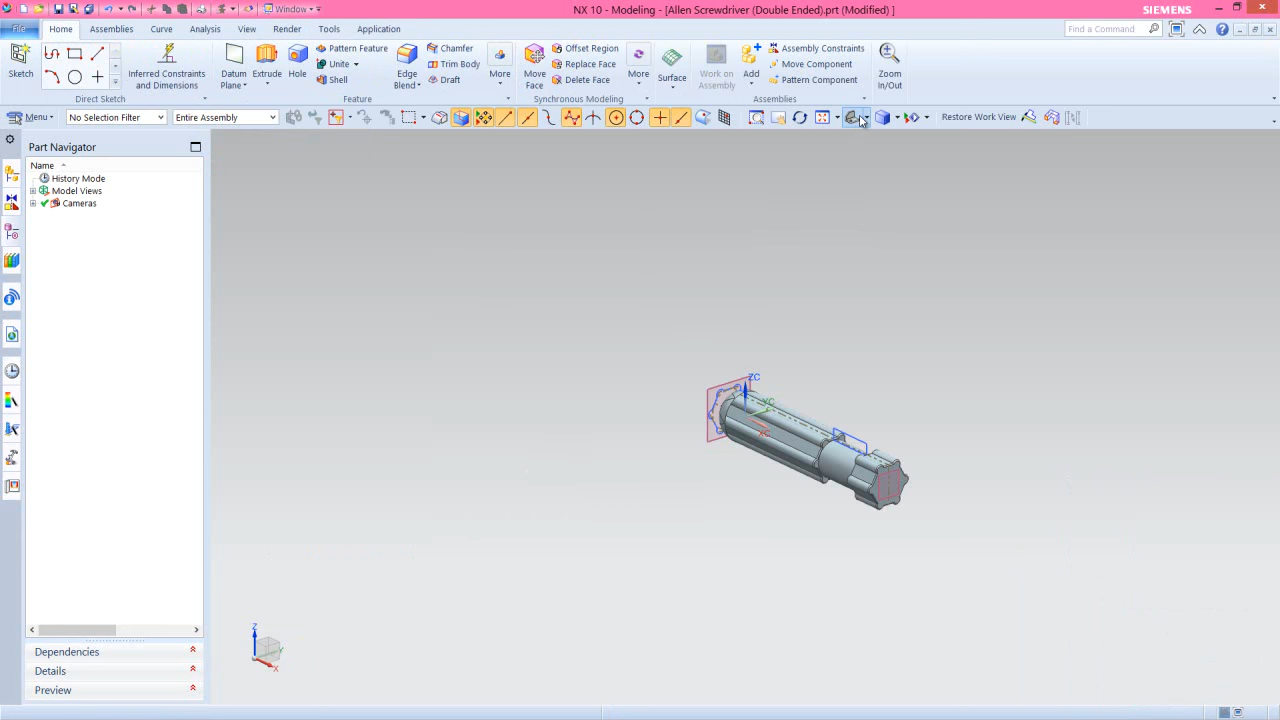 NX 10 - Modeling - [Allen Screwdriver (Double Ended).prt (Modified) ]
SIEMENS
Window
File
Home
Assemblies
Curve
Analysis
View
Render
Tools
Application
Find a Command
Sketch
Direct Sketch
Inferred Constraints
and Dimensions
Datum
Plane
Extrude
Hole
Pattern Feature
Unite
Shell
Feature
Edge
Blend
Chamfer
Trim Body
Draft
More
Move
Face
Offset Region
Replace Face
Delete Face
Synchronous Modeling
More
Surface
Work on
Assembly
Add
Assembly Constraints
Move Component
Pattern Component
Assemblies
Zoom
In/Out
Menu
No Selection Filter
Entire Assembly
Restore Work View
Part Navigator
Name
History Mode
Model Views
Cameras
ZC
YC
XC
Z
Y
X
Dependencies
Details
Preview